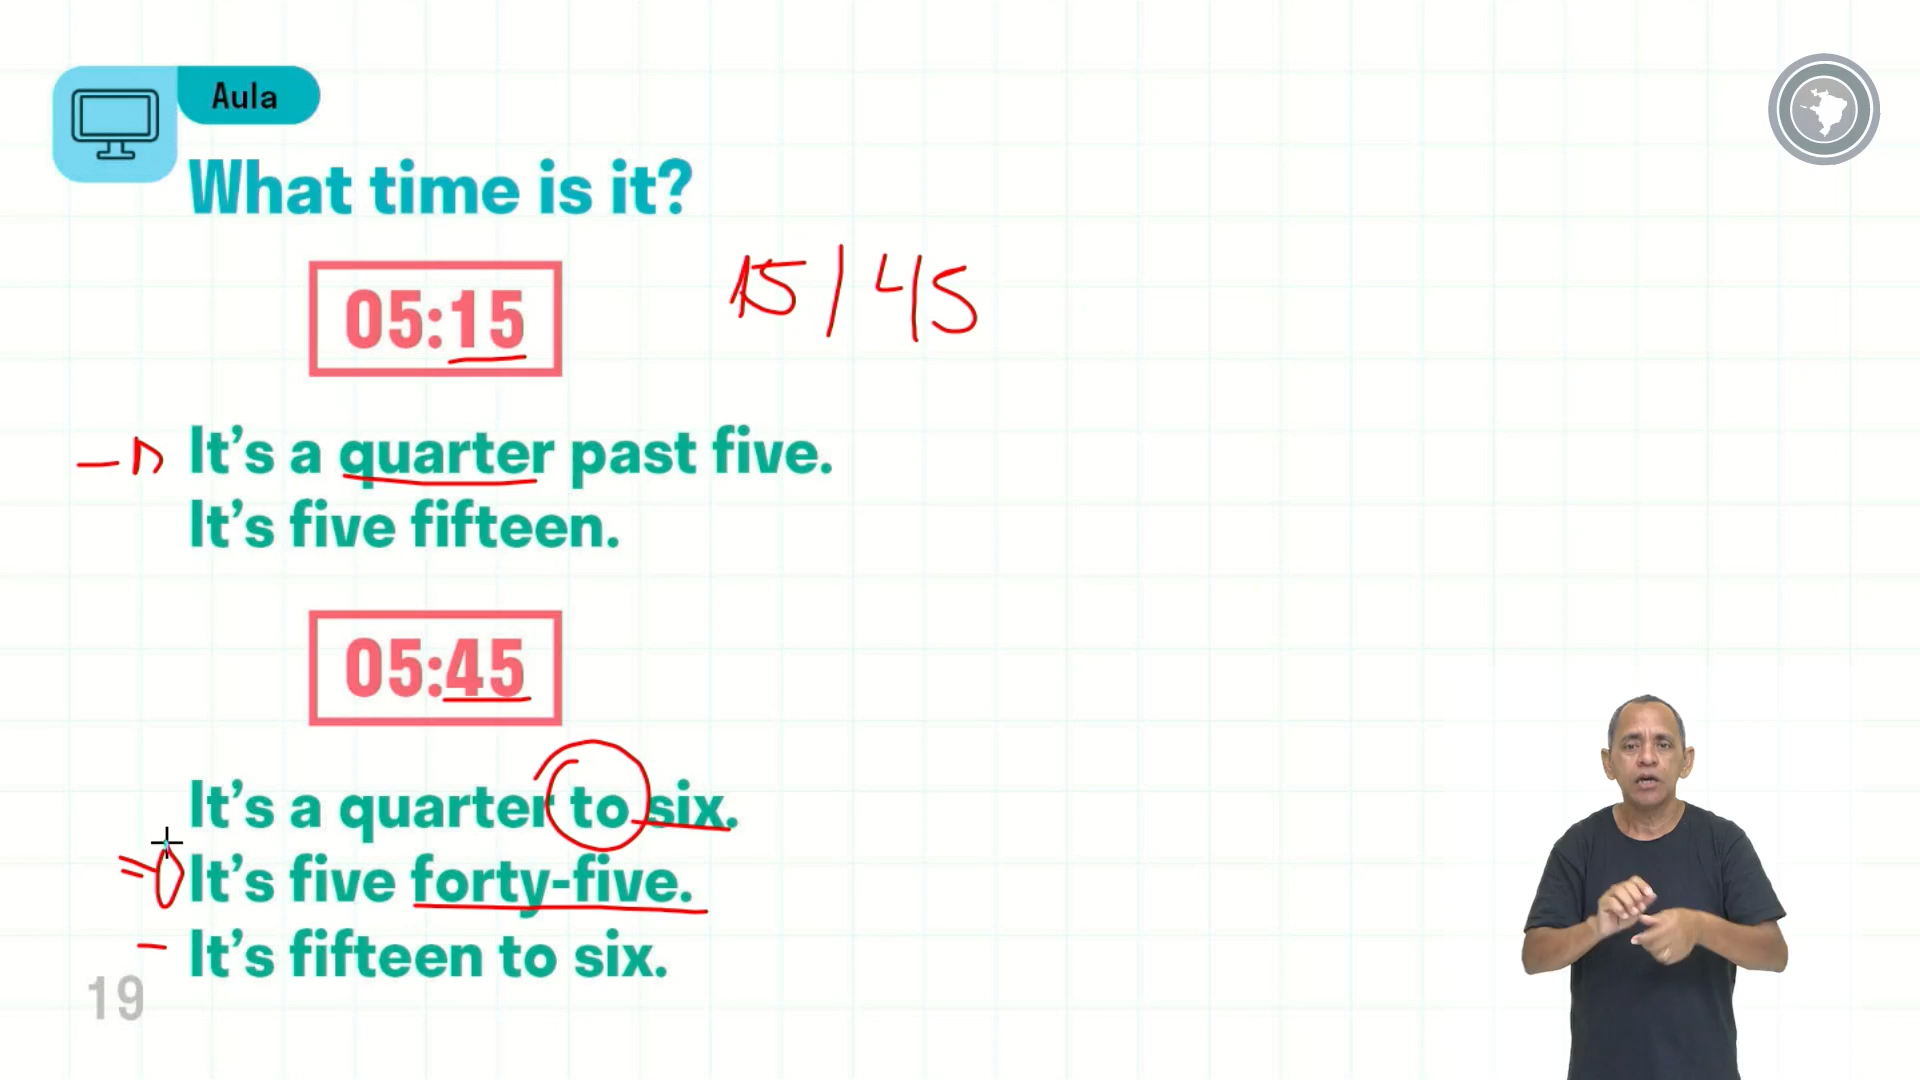 Aula
What time is it?
05:15
15/45
It's a quarter past five.
It's five fifteen.
05:45
It's a quarter to six.
It's five forty-five.
It's fifteen to six.
19